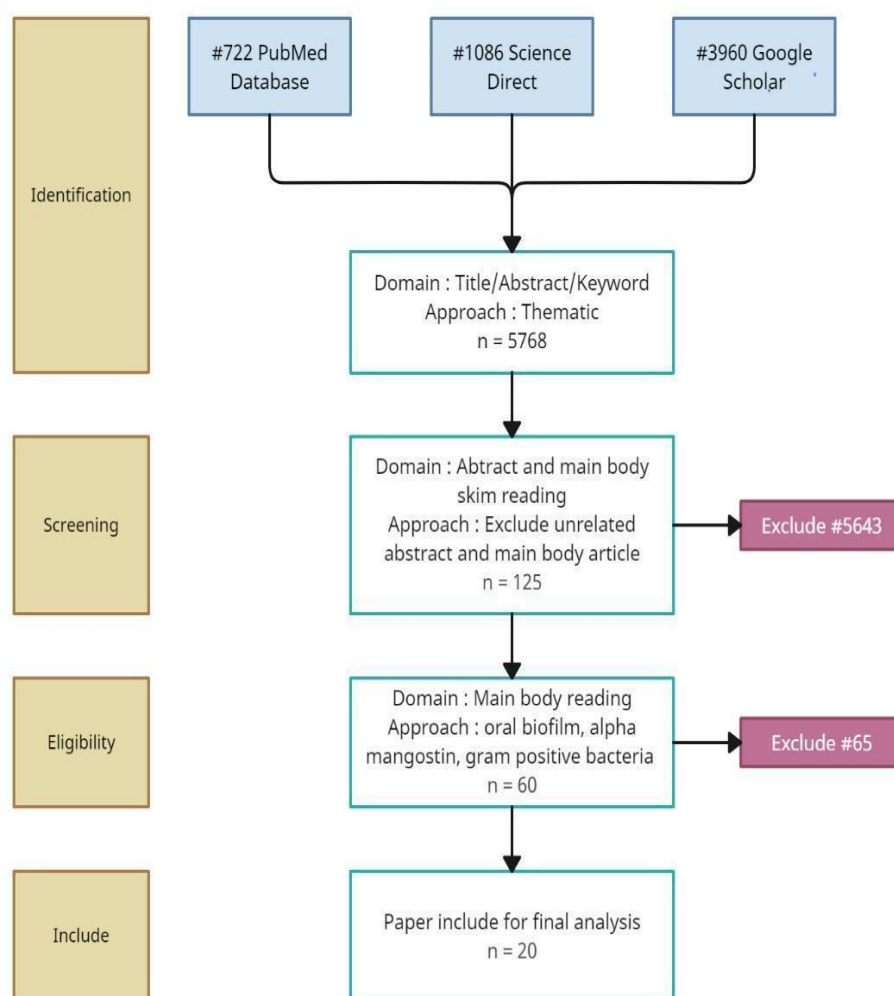 #722 PubMed
Database
#1086 Science
Direct
#3960 Google
Scholar
Identification
Domain : Title/Abstract/Keyword
Approach : Thematic
n = 5768
Screening
Domain : Abtract and main body
skim reading
Approach : Exclude unrelated
abstract and main body article
n = 125
Exclude #5643
Eligibility
Domain : Main body reading
Approach : oral biofilm, alpha
mangostin, gram positive bacteria
n = 60
Exclude #65
Include
Paper include for final analysis
n = 20